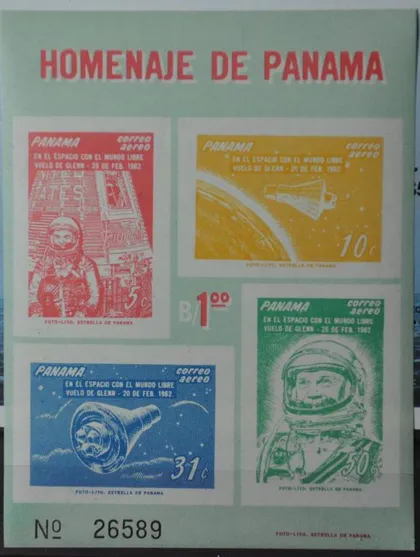 HOMENAJE DE PANAMA
PANAMA correo aereo
EN EL ESPACIO CON EL MUNDO LIBRE
VUELO DE GLENN - 20 DE FEB. 1962
5¢
FOTO-LITO. ESTRELLA DE PANAMA
PANAMA correo aereo
EN EL ESPACIO CON EL MUNDO LIBRE
VUELO DE GLENN - 20 DE FEB. 1962
10¢
FOTO-LITO. ESTRELLA DE PANAMA
B/1.00
PANAMA correo aereo
EN EL ESPACIO CON EL MUNDO LIBRE
VUELO DE GLENN - 20 DE FEB. 1962
31¢
FOTO-LITO. ESTRELLA DE PANAMA
PANAMA correo aereo
EN EL ESPACIO CON EL MUNDO LIBRE
VUELO DE GLENN - 20 DE FEB. 1962
50¢
FOTO-LITO. ESTRELLA DE PANAMA
Nº 26589
FOTO-LITO. ESTRELLA DE PANAMA